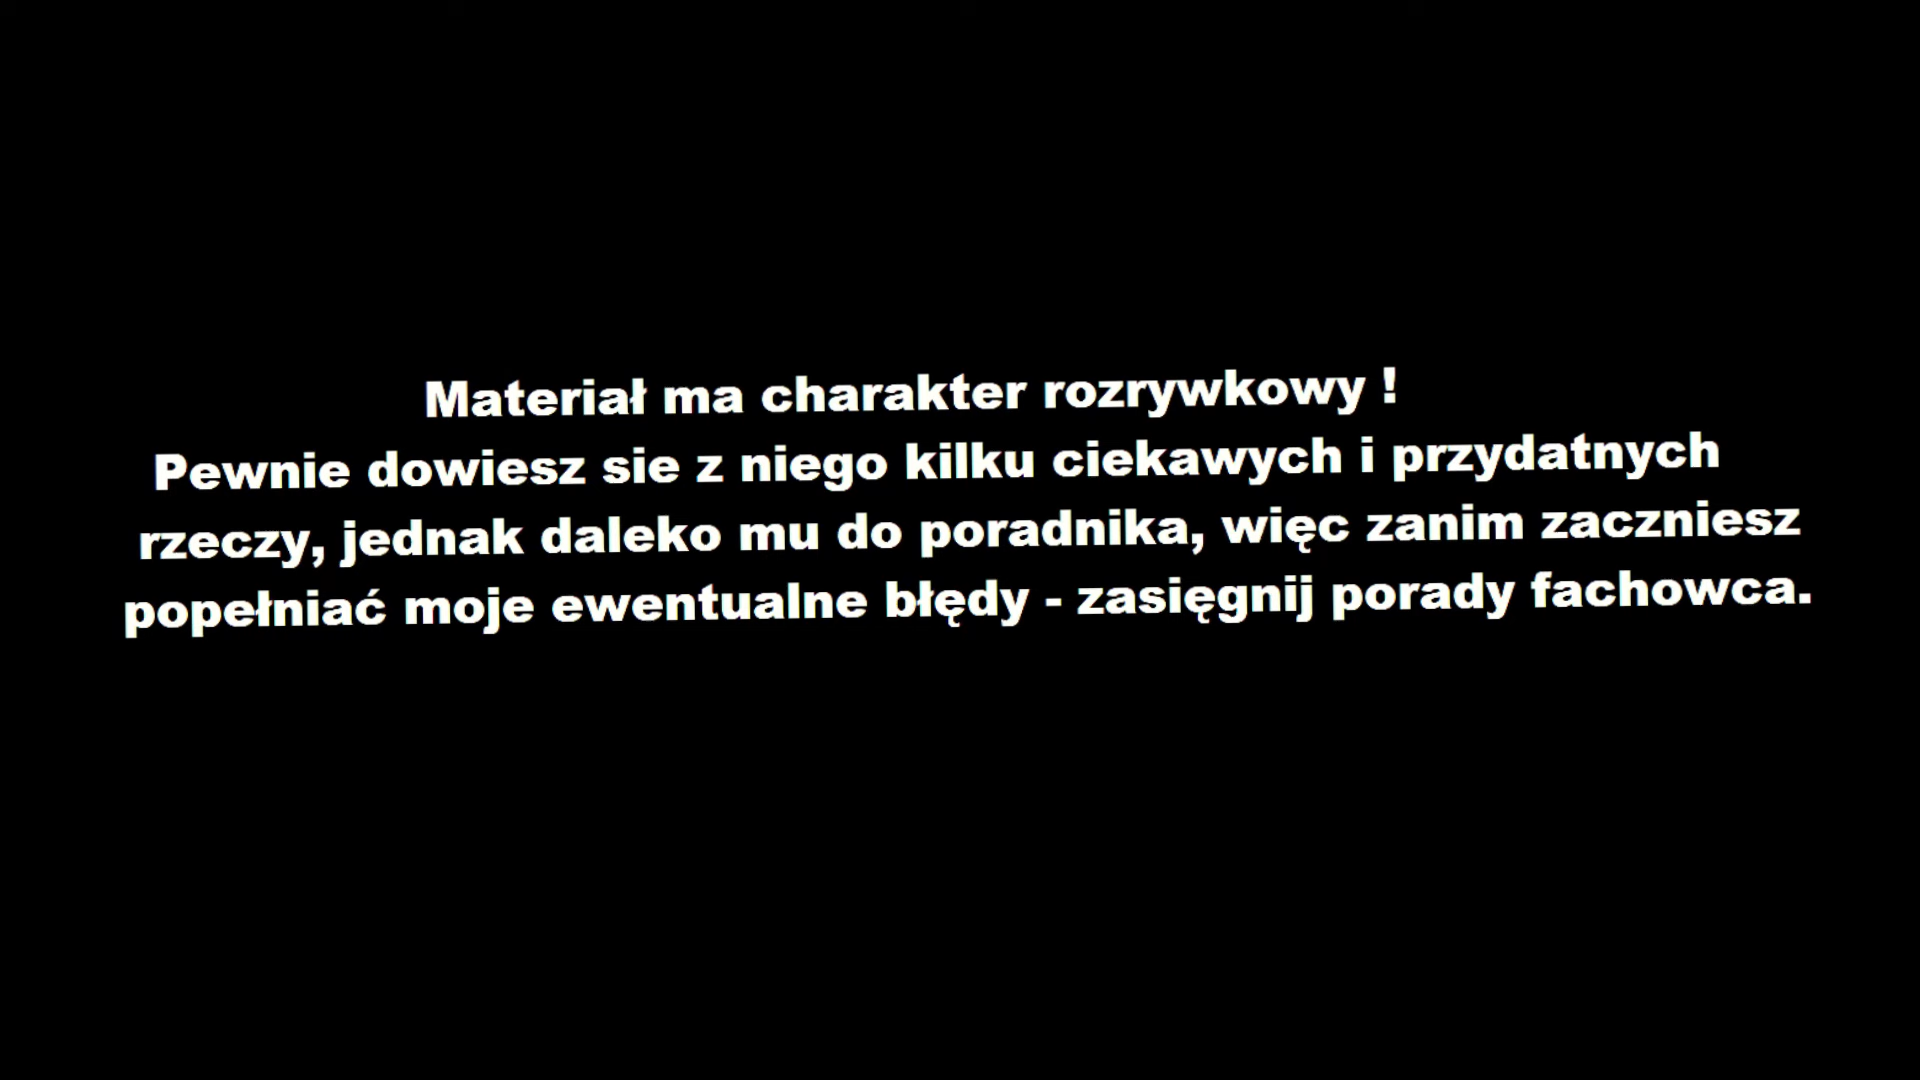 Materiał ma charakter rozrywkowy !
Pewnie dowiesz sie z niego kilku ciekawych i przydatnych
rzeczy, jednak daleko mu do poradnika, więc zanim zaczniesz
popełniać moje ewentualne błędy - zasięgnij porady fachowca.